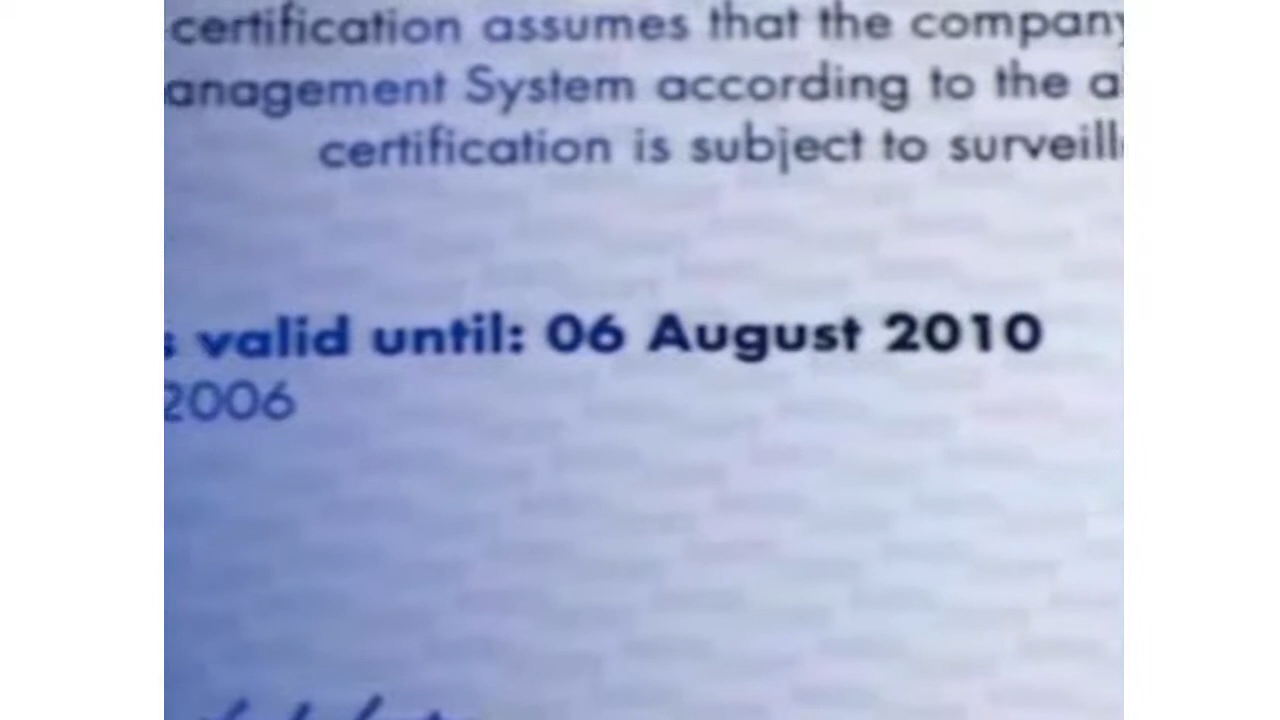 certification assumes that the company
anagement System according to the a
certification is subject to surveill
s valid until: 06 August 2010
2006